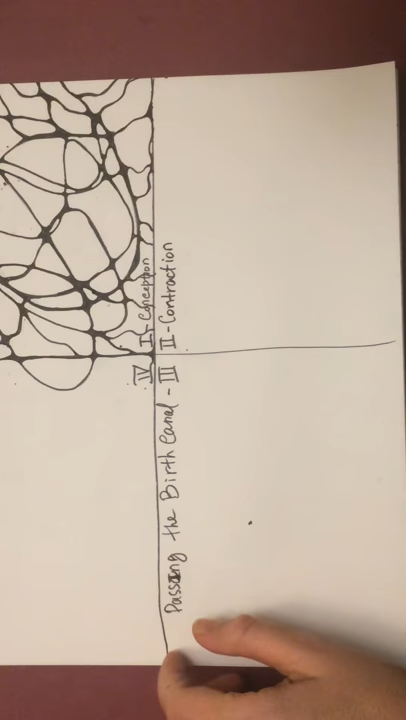 I - Conception
II - Contraction
Passing the Birth Canal - III
IV